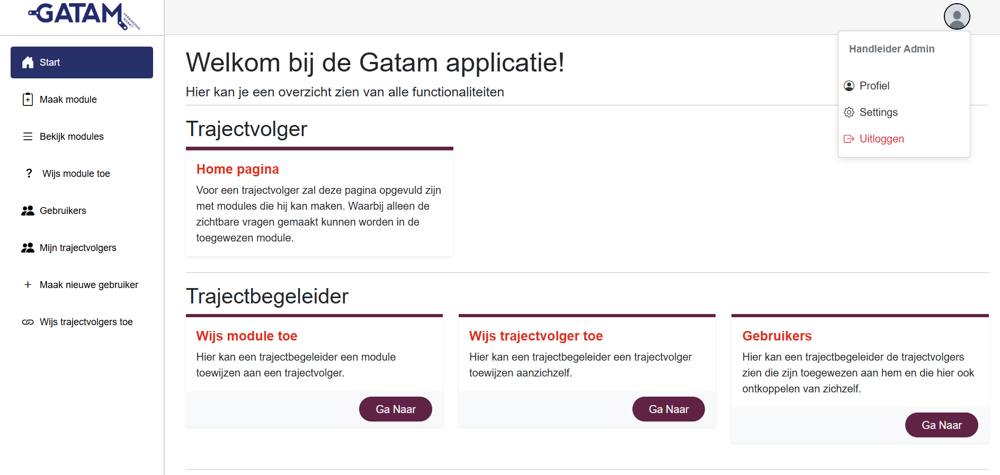 GATAM
VERBINDING
WERKT
Start
Maak module
Bekijk modules
Wijs module toe
Gebruikers
Mijn trajectvolgers
Maak nieuwe gebruiker
Wijs trajectvolgers toe
Handleider Admin
Profiel
Settings
Uitloggen
Welkom bij de Gatam applicatie!
Hier kan je een overzicht zien van alle functionaliteiten
Trajectvolger
Home pagina
Voor een trajectvolger zal deze pagina opgevuld zijn
met modules die hij kan maken. Waarbij alleen de
zichtbare vragen gemaakt kunnen worden in de
toegewezen module.
Trajectbegeleider
Wijs module toe
Hier kan een trajectbegeleider een module
toewijzen aan een trajectvolger.
Ga Naar
Wijs trajectvolger toe
Hier kan een trajectbegeleider een trajectvolger
toewijzen aanzichzelf.
Ga Naar
Gebruikers
Hier kan een trajectbegeleider de trajectvolgers
zien die zijn toegewezen aan hem en die hier ook
ontkoppelen van zichzelf.
Ga Naar